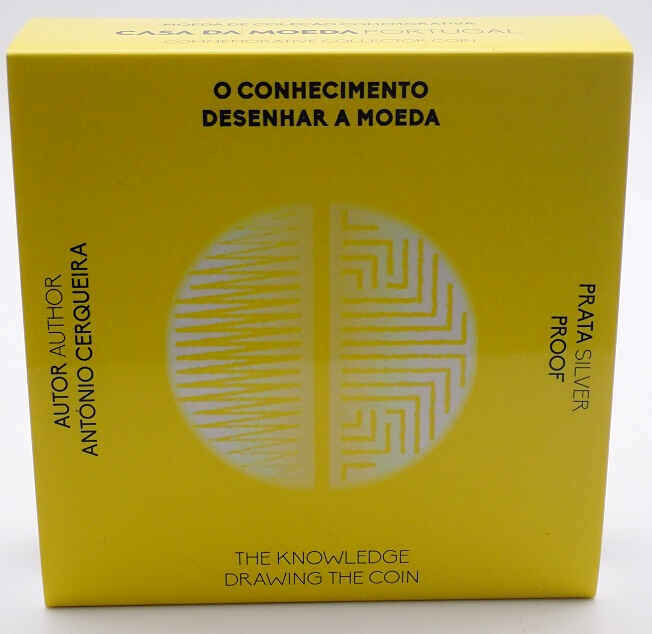 MOEDA DE COLEÇÃO COMEMORATIVA
CASA DA MOEDA PORTUGAL
COMMEMORATIVE COLLECTOR COIN
O CONHECIMENTO
DESENHAR A MOEDA
AUTOR AUTHOR
ANTÓNIO CERQUEIRA
PRATA SILVER
PROOF
THE KNOWLEDGE
DRAWING THE COIN